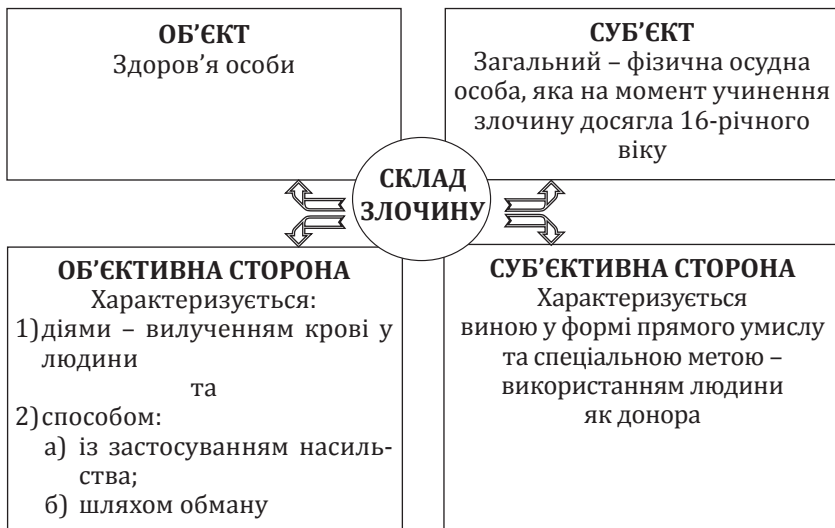 ОБ’ЄКТ
Здоров’я особи
СУБ’ЄКТ
Загальний – фізична осудна
особа, яка на момент учинення
злочину досягла 16-річного
віку
СКЛАД
ЗЛОЧИНУ
ОБ’ЄКТИВНА СТОРОНА
Характеризується:
1) діями – вилученням крові у
людини
та
2) способом:
а) із застосуванням насиль-
ства;
б) шляхом обману
СУБ’ЄКТИВНА СТОРОНА
Характеризується
виною у формі прямого умислу
та спеціальною метою –
використанням людини
як донора